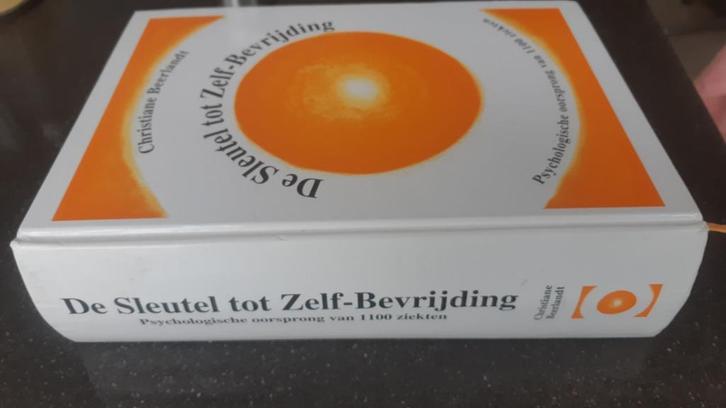 Christiane Beerlandt
De Sleutel tot Zelf-Bevrijding
Psychologische oorsprong van 1100 ziekten
De Sleutel tot Zelf-Bevrijding
Psychologische oorsprong van 1100 ziekten
Christiane
Beerlandt